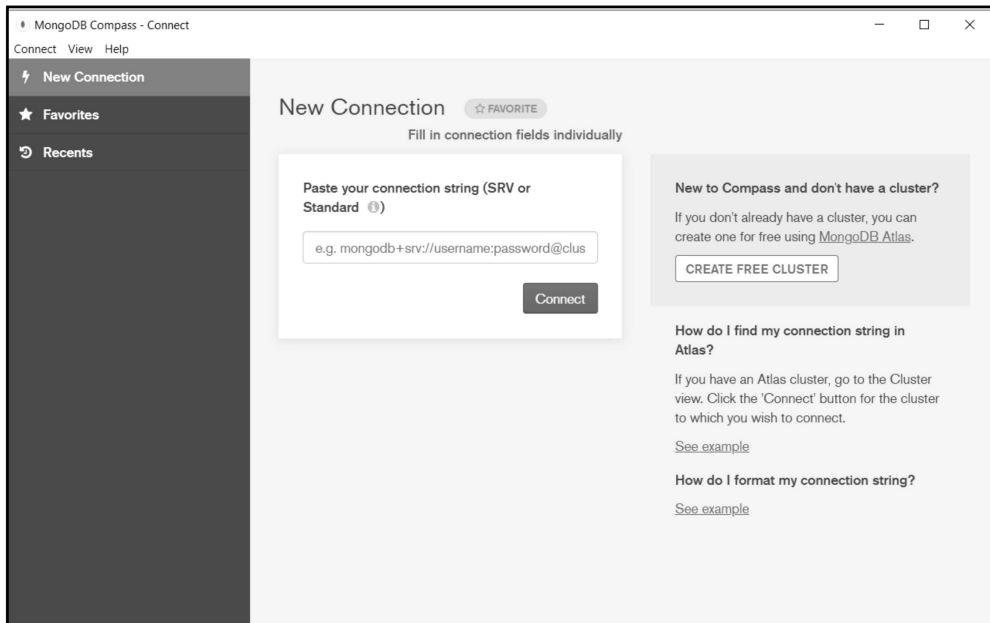 MongoDB Compass - Connect
Connect View Help
New Connection
Favorites
Recents
New Connection
FAVORITE
Fill in connection fields individually
Paste your connection string (SRV or
Standard )
e.g. mongodb+srv://username:password@clus
Connect
New to Compass and don't have a cluster?
If you don't already have a cluster, you can
create one for free using MongoDB Atlas.
CREATE FREE CLUSTER
How do I find my connection string in
Atlas?
If you have an Atlas cluster, go to the Cluster
view. Click the 'Connect' button for the cluster
to which you wish to connect.
See example
How do I format my connection string?
See example